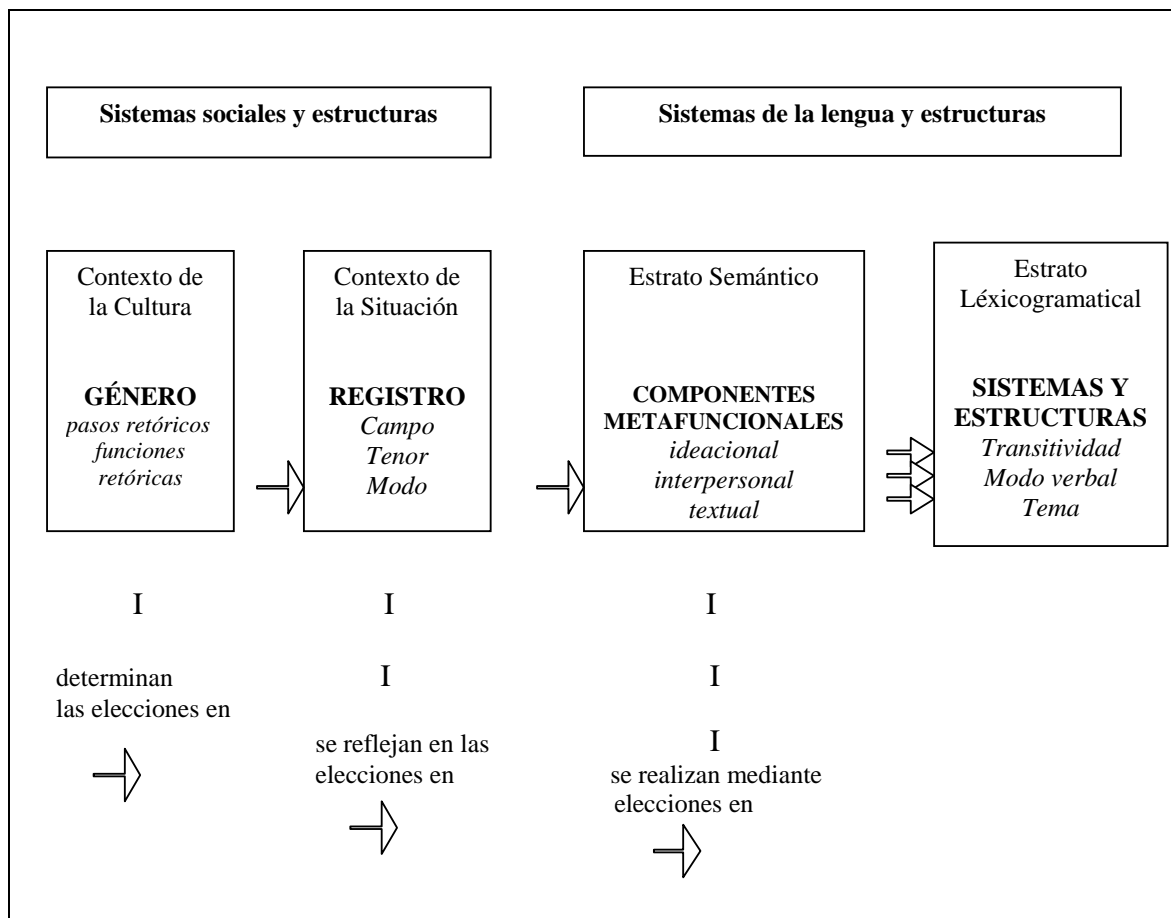 Sistemas sociales y estructuras
Sistemas de la lengua y estructuras
Contexto de
la Cultura
GÉNERO
pasos retóricos
funciones
retóricas
Contexto de
la Situación
REGISTRO
Campo
Tenor
Modo
Estrato Semántico
COMPONENTES
METAFUNCIONALES
ideacional
interpersonal
textual
Estrato
Léxicogramatical
SISTEMAS Y
ESTRUCTURAS
Transitividad
Modo verbal
Tema
I
I
I
determinan
las elecciones en
I
I
se reflejan en las
elecciones en
I
se realizan mediante
elecciones en